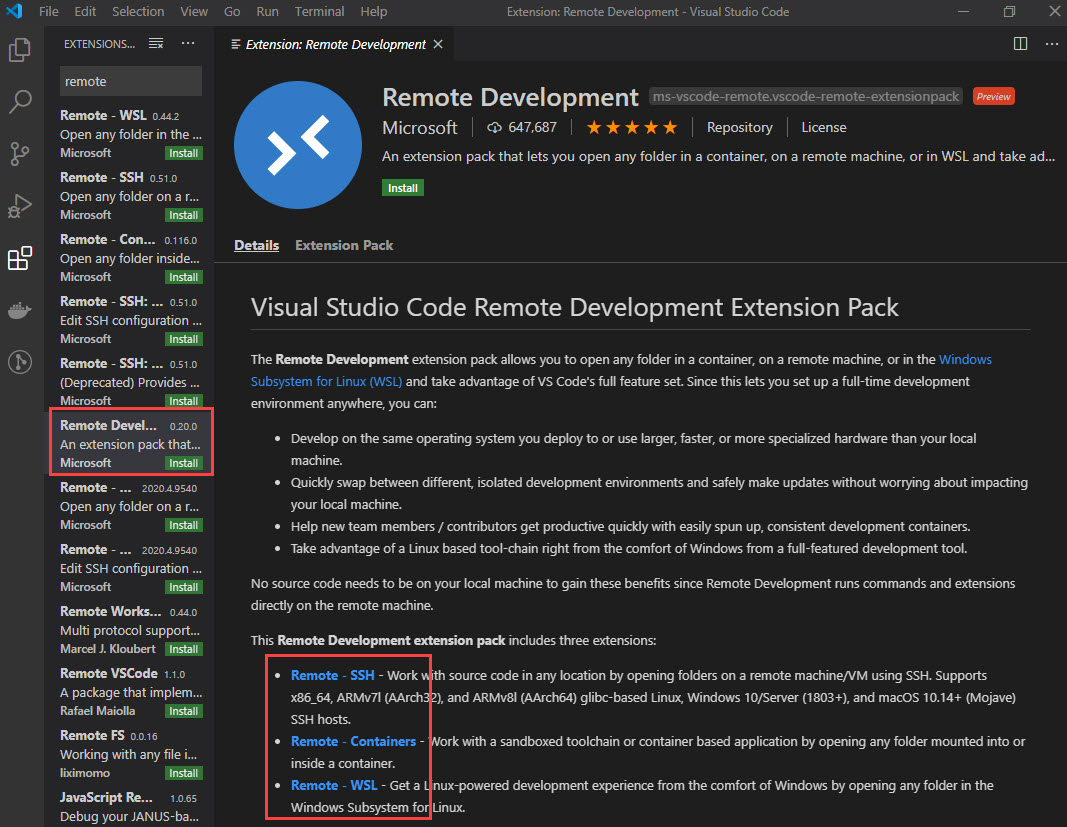 File Edit Selection View Go Run Terminal Help Extension: Remote Development - Visual Studio Code
EXTENSIONS...
remote
Remote - WSL 0.44.2
Open any folder in the ...
Microsoft Install
Remote - SSH 0.51.0
Open any folder on a r...
Microsoft Install
Remote - Con... 0.116.0
Open any folder inside...
Microsoft Install
Remote - SSH: ... 0.51.0
Edit SSH configuration ...
Microsoft Install
Remote - SSH: ... 0.51.0
(Deprecated) Provides ...
Microsoft Install
Remote Devel... 0.20.0
An extension pack that...
Microsoft Install
Remote - ... 2020.4.9540
Open any folder on a r...
Microsoft Install
Remote - ... 2020.4.9540
Edit SSH configuration ...
Microsoft Install
Remote Works... 0.44.0
Multi protocol support...
Marcel J. Kloubert Install
Remote VSCode 1.1.0
A package that implem...
Rafael Maiolla Install
Remote FS 0.0.16
Working with any file i...
liximomo Install
JavaScript Re... 1.0.65
Debug your JANUS-ba...
Extension: Remote Development
Remote Development ms-vscode-remote.vscode-remote-extensionpack Preview
Microsoft 647,687 Repository License
An extension pack that lets you open any folder in a container, on a remote machine, or in WSL and take ad...
Install
Details Extension Pack
Visual Studio Code Remote Development Extension Pack
The Remote Development extension pack allows you to open any folder in a container, on a remote machine, or in the Windows
Subsystem for Linux (WSL) and take advantage of VS Code's full feature set. Since this lets you set up a full-time development
environment anywhere, you can:
• Develop on the same operating system you deploy to or use larger, faster, or more specialized hardware than your local
machine.
• Quickly swap between different, isolated development environments and safely make updates without worrying about impacting
your local machine.
• Help new team members / contributors get productive quickly with easily spun up, consistent development containers.
• Take advantage of a Linux based tool-chain right from the comfort of Windows from a full-featured development tool.
No source code needs to be on your local machine to gain these benefits since Remote Development runs commands and extensions
directly on the remote machine.
This Remote Development extension pack includes three extensions:
• Remote - SSH - Work with source code in any location by opening folders on a remote machine/VM using SSH. Supports
x86_64, ARMv7l (AArch32), and ARMv8l (AArch64) glibc-based Linux, Windows 10/Server (1803+), and macOS 10.14+ (Mojave)
SSH hosts.
• Remote - Containers - Work with a sandboxed toolchain or container based application by opening any folder mounted into or
inside a container.
• Remote - WSL - Get a Linux-powered development experience from the comfort of Windows by opening any folder in the
Windows Subsystem for Linux.